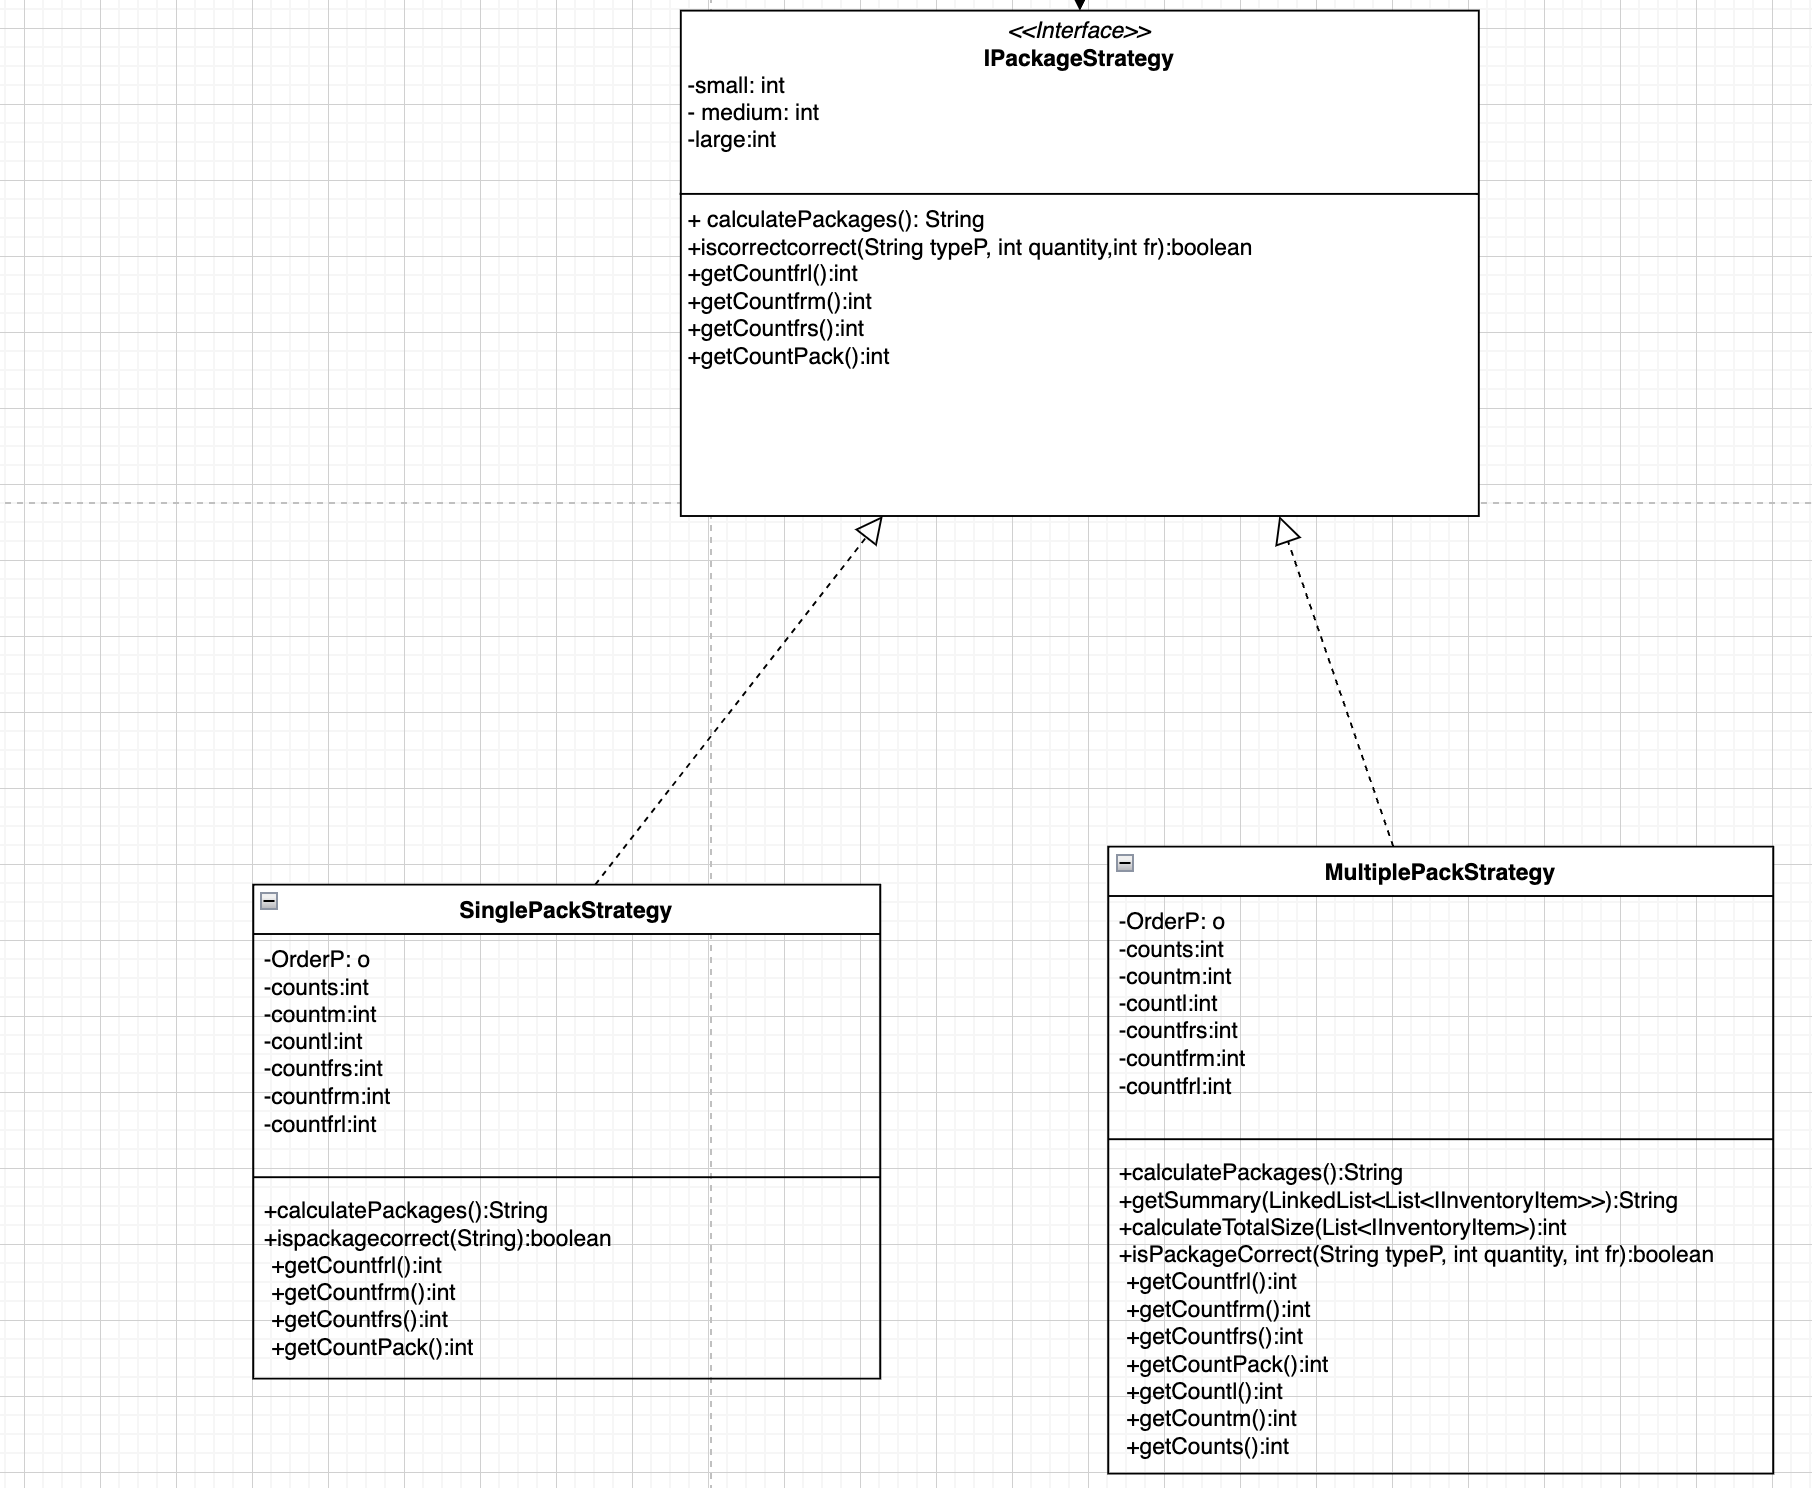 <<Interface>>
IPackageStrategy
-small: int
- medium: int
-large:int
+ calculatePackages(): String
+iscorrectcorrect(String typeP, int quantity,int fr):boolean
+getCountfrl():int
+getCountfrm():int
+getCountfrs():int
+getCountPack():int
SinglePackStrategy
-OrderP: o
-counts:int
-countm:int
-countl:int
-countfrs:int
-countfrm:int
-countfrl:int
+calculatePackages():String
+ispackagecorrect(String):boolean
+getCountfrl():int
+getCountfrm():int
+getCountfrs():int
+getCountPack():int
MultiplePackStrategy
-OrderP: o
-counts:int
-countm:int
-countl:int
-countfrs:int
-countfrm:int
-countfrl:int
+calculatePackages():String
+getSummary(LinkedList<List<IInventoryItem>>):String
+calculateTotalSize(List<IInventoryItem>):int
+isPackageCorrect(String typeP, int quantity, int fr):boolean
+getCountfrl():int
+getCountfrm():int
+getCountfrs():int
+getCountPack():int
+getCountl():int
+getCountm():int
+getCounts():int